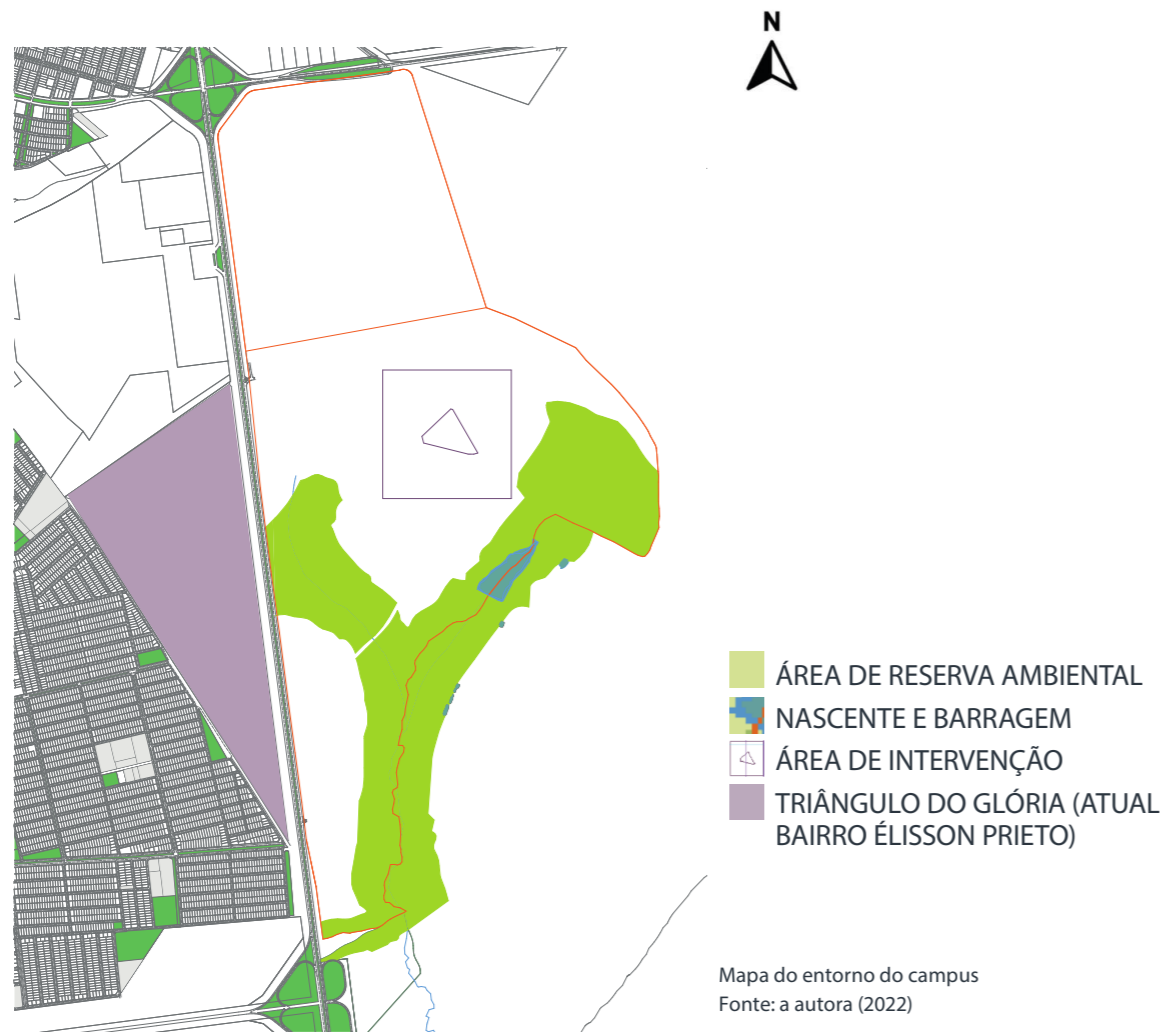 N
ÁREA DE RESERVA AMBIENTAL
NASCENTE E BARRAGEM
ÁREA DE INTERVENÇÃO
TRIÂNGULO DO GLÓRIA (ATUAL
BAIRRO ÉLISSON PRIETO)
Mapa do entorno do campus
Fonte: a autora (2022)